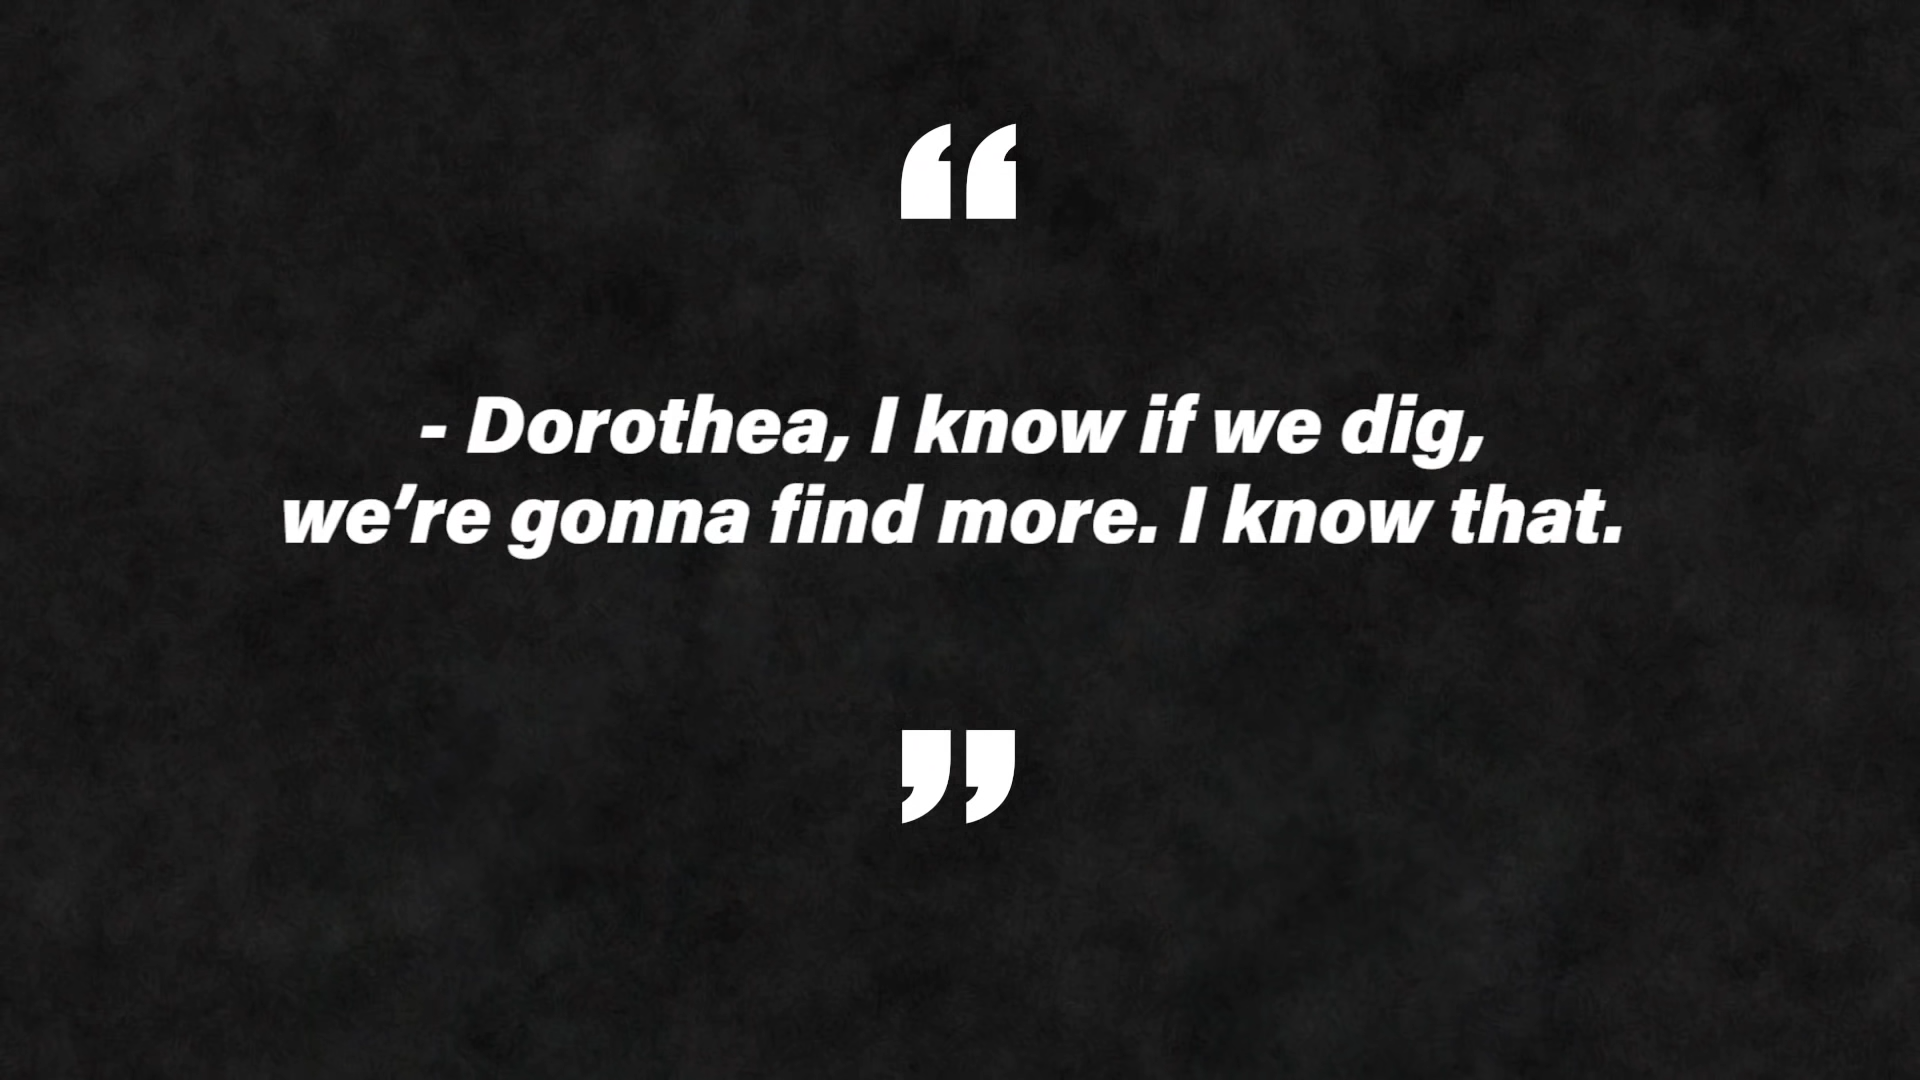 “
- Dorothea, I know if we dig,
we’re gonna find more. I know that.
”